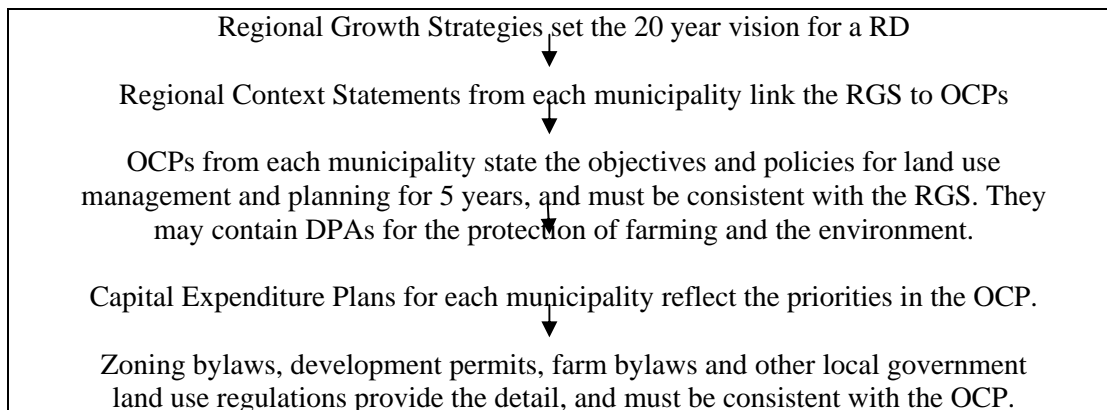 Regional Growth Strategies set the 20 year vision for a RD
Regional Context Statements from each municipality link the RGS to OCPs
OCPs from each municipality state the objectives and policies for land use
management and planning for 5 years, and must be consistent with the RGS. They
may contain DPAs for the protection of farming and the environment.
Capital Expenditure Plans for each municipality reflect the priorities in the OCP.
Zoning bylaws, development permits, farm bylaws and other local government
land use regulations provide the detail, and must be consistent with the OCP.